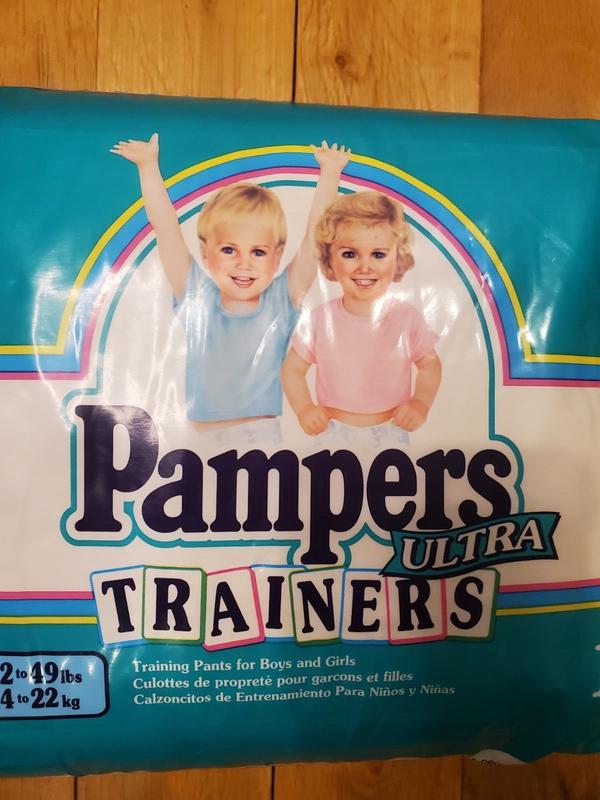 Pampers
ULTRA
TRAINERS
Training Pants for Boys and Girls
Culottes de propreté pour garcons et filles
Calzoncitos de Entrenamiento Para Niños y Niñas
2 to 49 lbs
4 to 22 kg